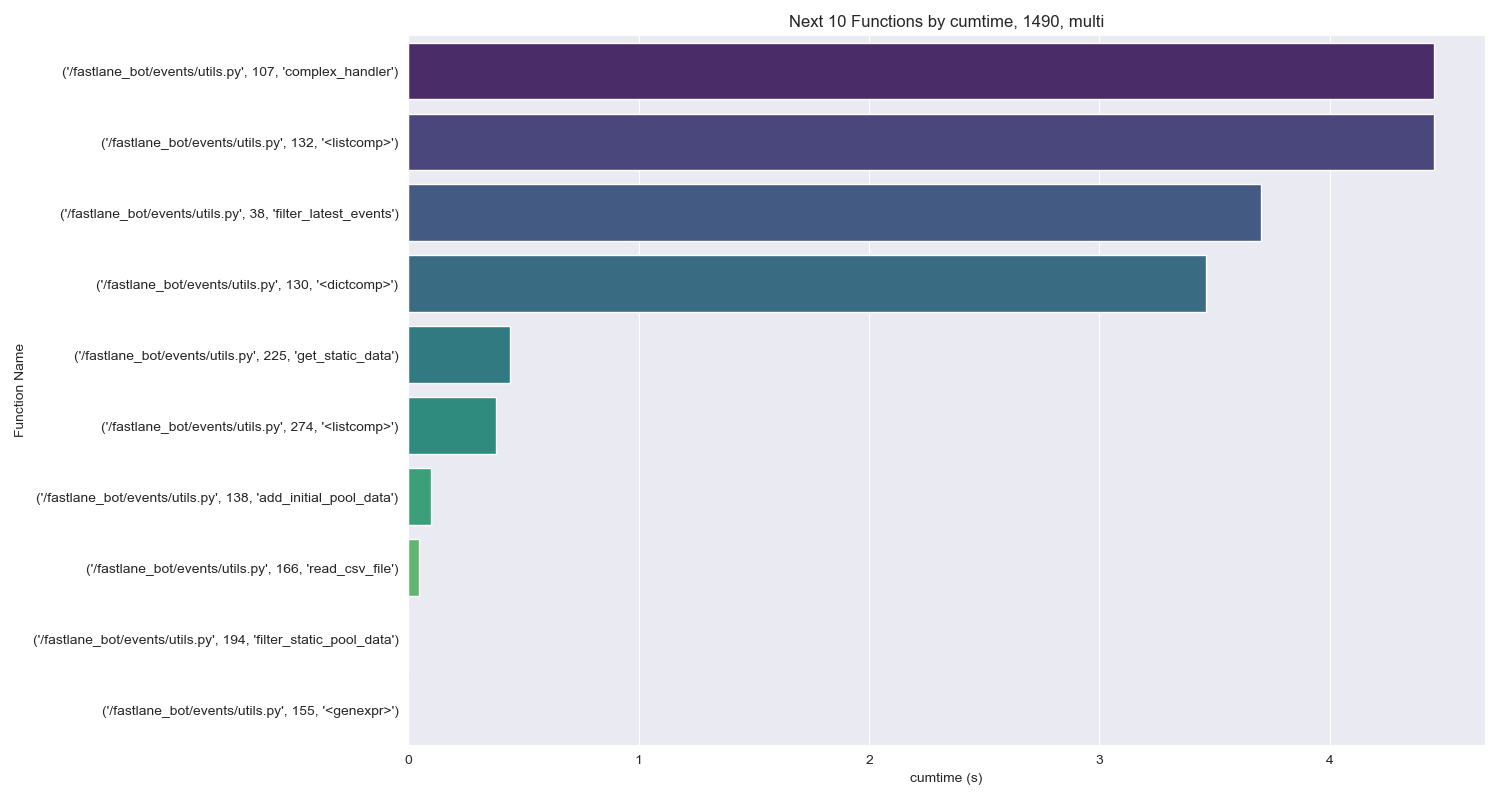 Next 10 Functions by cumtime, 1490, multi
Function Name
('/fastlane_bot/events/utils.py', 107, 'complex_handler')
('/fastlane_bot/events/utils.py', 132, '<listcomp>')
('/fastlane_bot/events/utils.py', 38, 'filter_latest_events')
('/fastlane_bot/events/utils.py', 130, '<dictcomp>')
('/fastlane_bot/events/utils.py', 225, 'get_static_data')
('/fastlane_bot/events/utils.py', 274, '<listcomp>')
('/fastlane_bot/events/utils.py', 138, 'add_initial_pool_data')
('/fastlane_bot/events/utils.py', 166, 'read_csv_file')
('/fastlane_bot/events/utils.py', 194, 'filter_static_pool_data')
('/fastlane_bot/events/utils.py', 155, '<genexpr>')
0 1 2 3 4
cumtime (s)